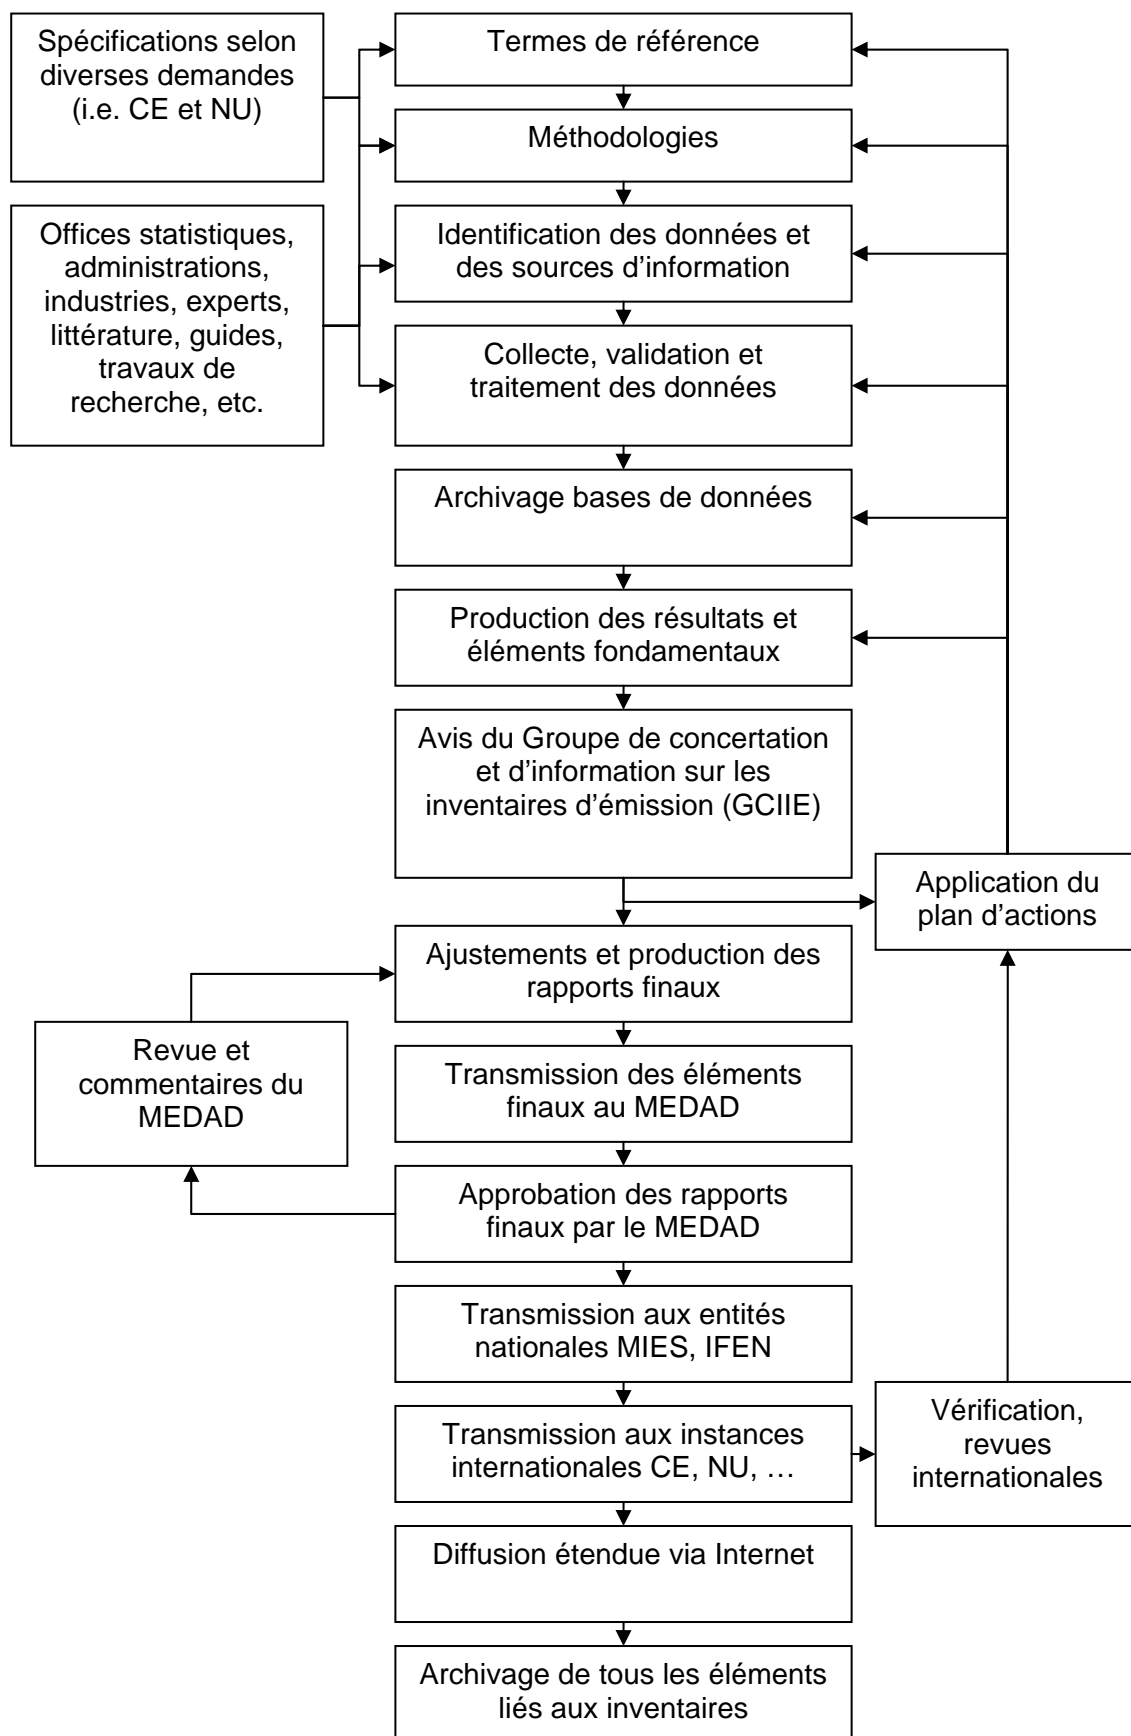 Spécifications selon
diverses demandes
(i.e. CE et NU)
Termes de référence
Méthodologies
Offices statistiques,
administrations,
industries, experts,
littérature, guides,
travaux de
recherche, etc.
Identification des données et
des sources d’information
Collecte, validation et
traitement des données
Archivage bases de données
Production des résultats et
éléments fondamentaux
Avis du Groupe de concertation
et d’information sur les
inventaires d’émission (GCIIE)
Application du
plan d’actions
Ajustements et production des
rapports finaux
Revue et
commentaires du
MEDAD
Transmission des éléments
finaux au MEDAD
Approbation des rapports
finaux par le MEDAD
Transmission aux entités
nationales MIES, IFEN
Transmission aux instances
internationales CE, NU, …
Vérification,
revues
internationales
Diffusion étendue via Internet
Archivage de tous les éléments
liés aux inventaires